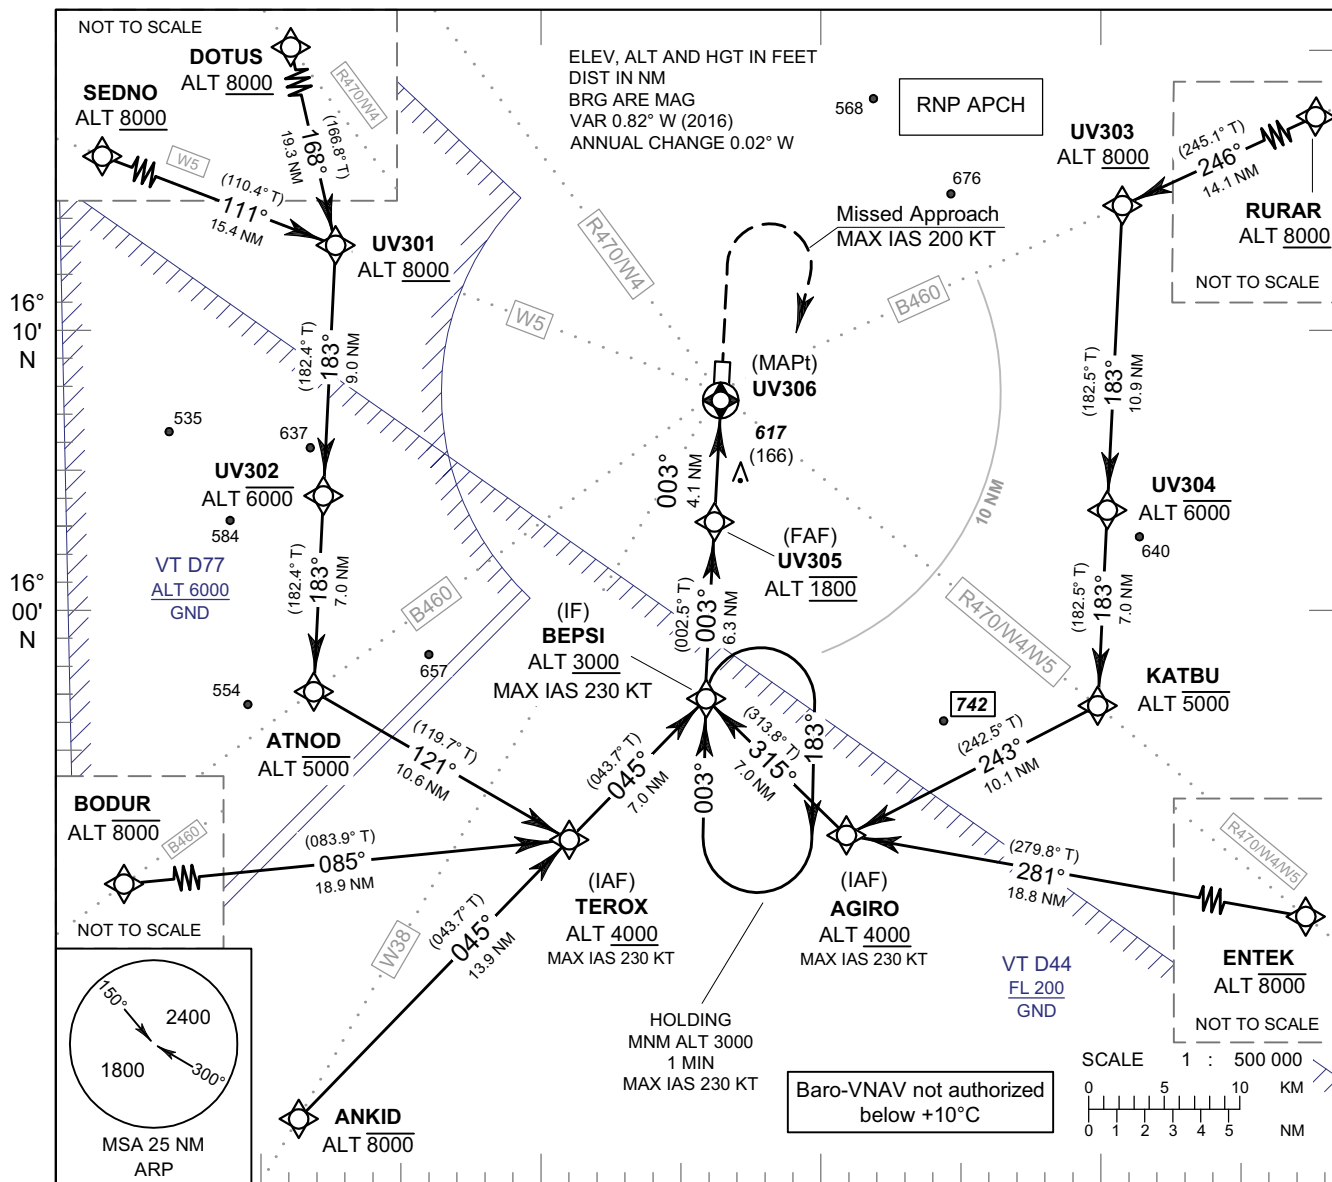 NOT TO SCALE
DOTUS
ALT 8000
SEDNO
ALT 8000
R470/W4
W5
(166.8° T)
168°
19.3 NM
(110.4° T)
111°
15.4 NM
UV301
ALT 8000
ELEV, ALT AND HGT IN FEET
DIST IN NM
BRG ARE MAG
VAR 0.82° W (2016)
ANNUAL CHANGE 0.02° W
568
RNP APCH
676
Missed Approach
MAX IAS 200 KT
UV303
ALT 8000
(245.1° T)
246°
14.1 NM
RURAR
ALT 8000
NOT TO SCALE
R470/W4
W5
B460
16°
10'
N
(182.4° T)
183°
9.0 NM
(MAPt)
UV306
617
(166)
(182.5° T)
183°
10.9 NM
535
637
UV302
ALT 6000
584
003°
4.1 NM
10 NM
UV304
ALT 6000
640
VT D77
ALT 6000
GND
(182.4° T)
183°
7.0 NM
(FAF)
UV305
ALT 1800
16°
00'
N
B460
(IF)
BEPSI
ALT 3000
MAX IAS 230 KT
(002.5° T)
003°
6.3 NM
R470/W4/W5
(182.5° T)
183°
7.0 NM
KATBU
ALT 5000
657
554
742
ATNOD
ALT 5000
(119.7° T)
121°
10.6 NM
(043.7° T)
045°
7.0 NM
003°
183°
(313.8° T)
315°
7.0 NM
(242.5° T)
243°
10.1 NM
BODUR
ALT 8000
B460
NOT TO SCALE
(083.9° T)
085°
18.9 NM
(IAF)
TEROX
ALT 4000
MAX IAS 230 KT
(IAF)
AGIRO
ALT 4000
MAX IAS 230 KT
(279.8° T)
281°
18.8 NM
R470/W4/W5
ENTEK
ALT 8000
NOT TO SCALE
W38
(043.7° T)
045°
13.9 NM
VT D44
FL 200
GND
HOLDING
MNM ALT 3000
1 MIN
MAX IAS 230 KT
150°
2400
1800
300°
MSA 25 NM
ARP
ANKID
ALT 8000
Baro-VNAV not authorized
below +10°C
SCALE 1 : 500 000
0 5 10 KM
0 1 2 3 4 5 NM